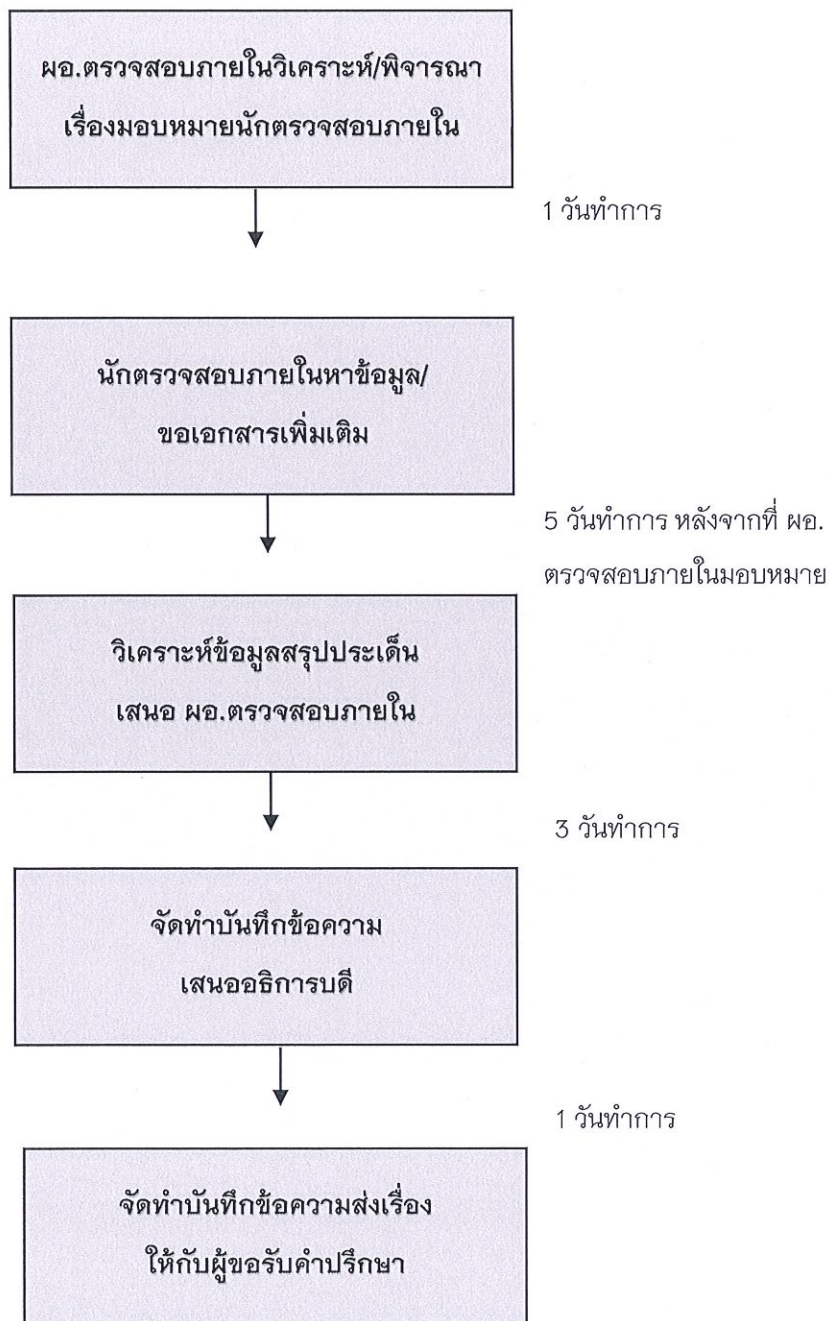 ผอ.ตรวจสอบภายในวิเคราะห์/พิจารณา
เรื่องมอบหมายนักตรวจสอบภายใน
1 วันทำการ
นักตรวจสอบภายในหาข้อมูล/
ขอเอกสารเพิ่มเติม
5 วันทำการ หลังจากที่ ผอ.
ตรวจสอบภายในมอบหมาย
วิเคราะห์ข้อมูลสรุปประเด็น
เสนอ ผอ.ตรวจสอบภายใน
3 วันทำการ
จัดทำบันทึกข้อความ
เสนออธิการบดี
1 วันทำการ
จัดทำบันทึกข้อความส่งเรื่อง
ให้กับผู้ขอรับคำปรึกษา